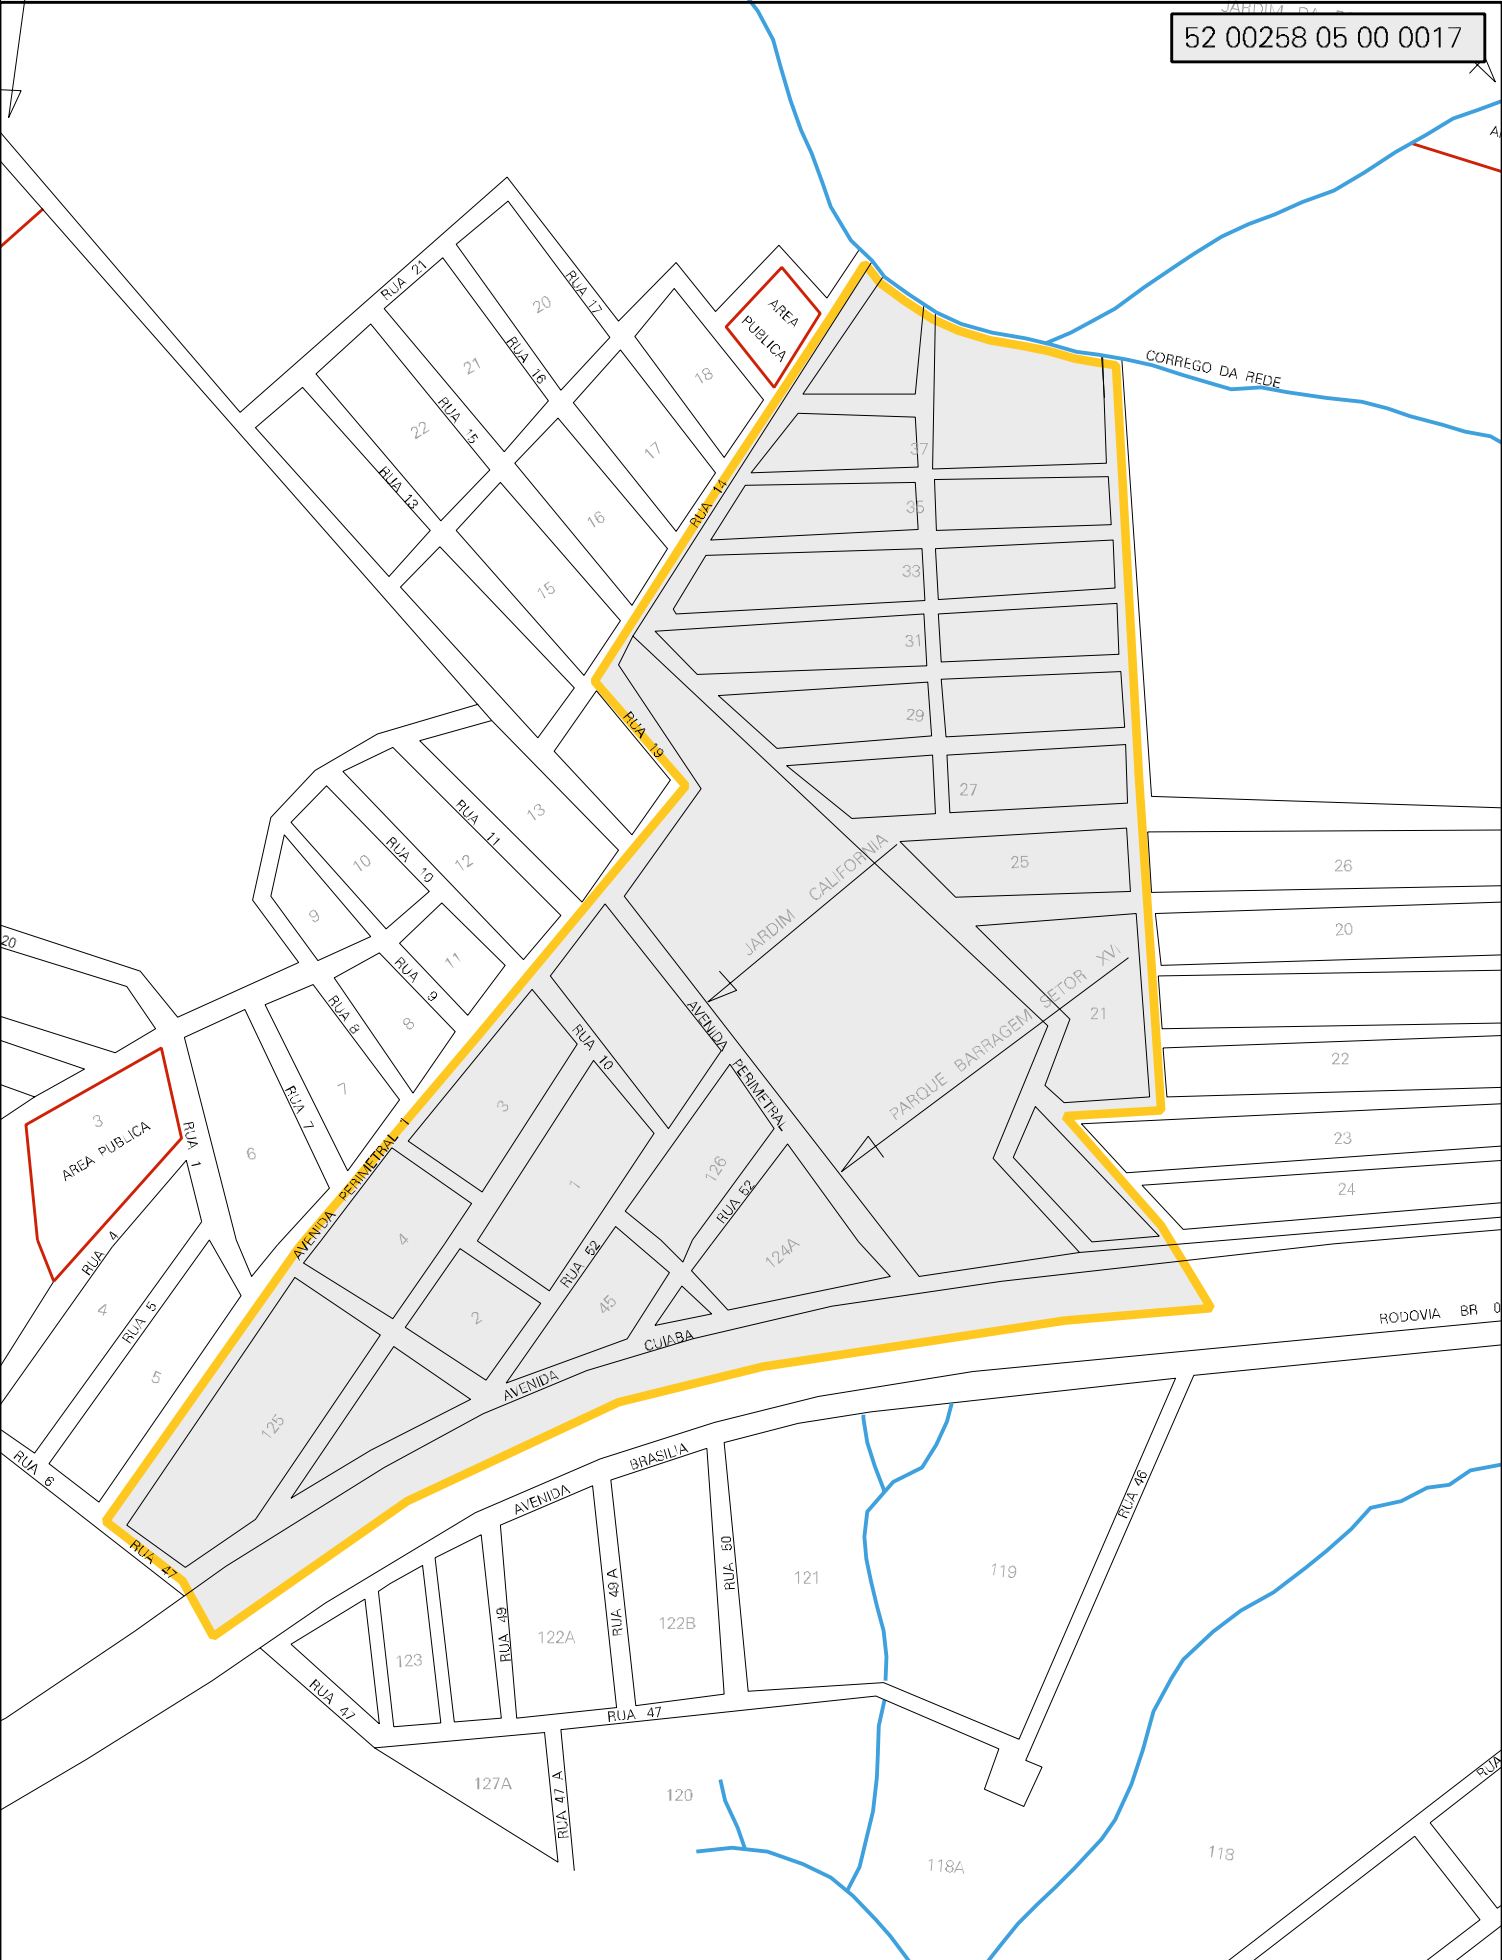 52 00258 05 00 0017
RUA 21
RUA 17
20
AREA
PUBLICA
CORREGO DA REDE
RUA 16
21
18
RUA 15
22
17
37
RUA 13
RUA 14
16
35
15
33
31
RUA 19
29
27
13
RUA 11
12
RUA 10
10
JARDIM CALIFORNIA
25
26
9
20
20
11
RUA 9
PARQUE BARRAGEM SETOR XVI
RUA 8
8
21
AVENIDA PERIMETRAL
RUA 10
22
7
RUA 7
3
3
AREA PUBLICA
RUA 1
6
AVENIDA PERIMETRAL 1
23
126
1
RUA 52
24
RUA 4
4
124A
RUA 52
4
RUA 5
2
45
RODOVIA BR 0
CUIABA
AVENIDA
5
125
RUA 6
BRASILIA
AVENIDA
RUA 46
RUA 47
RUA 50
121
119
RUA 49 A
RUA 49
122A
122B
123
RUA 47
RUA 47
127A
120
RUA 47 A
RUA
118A
118